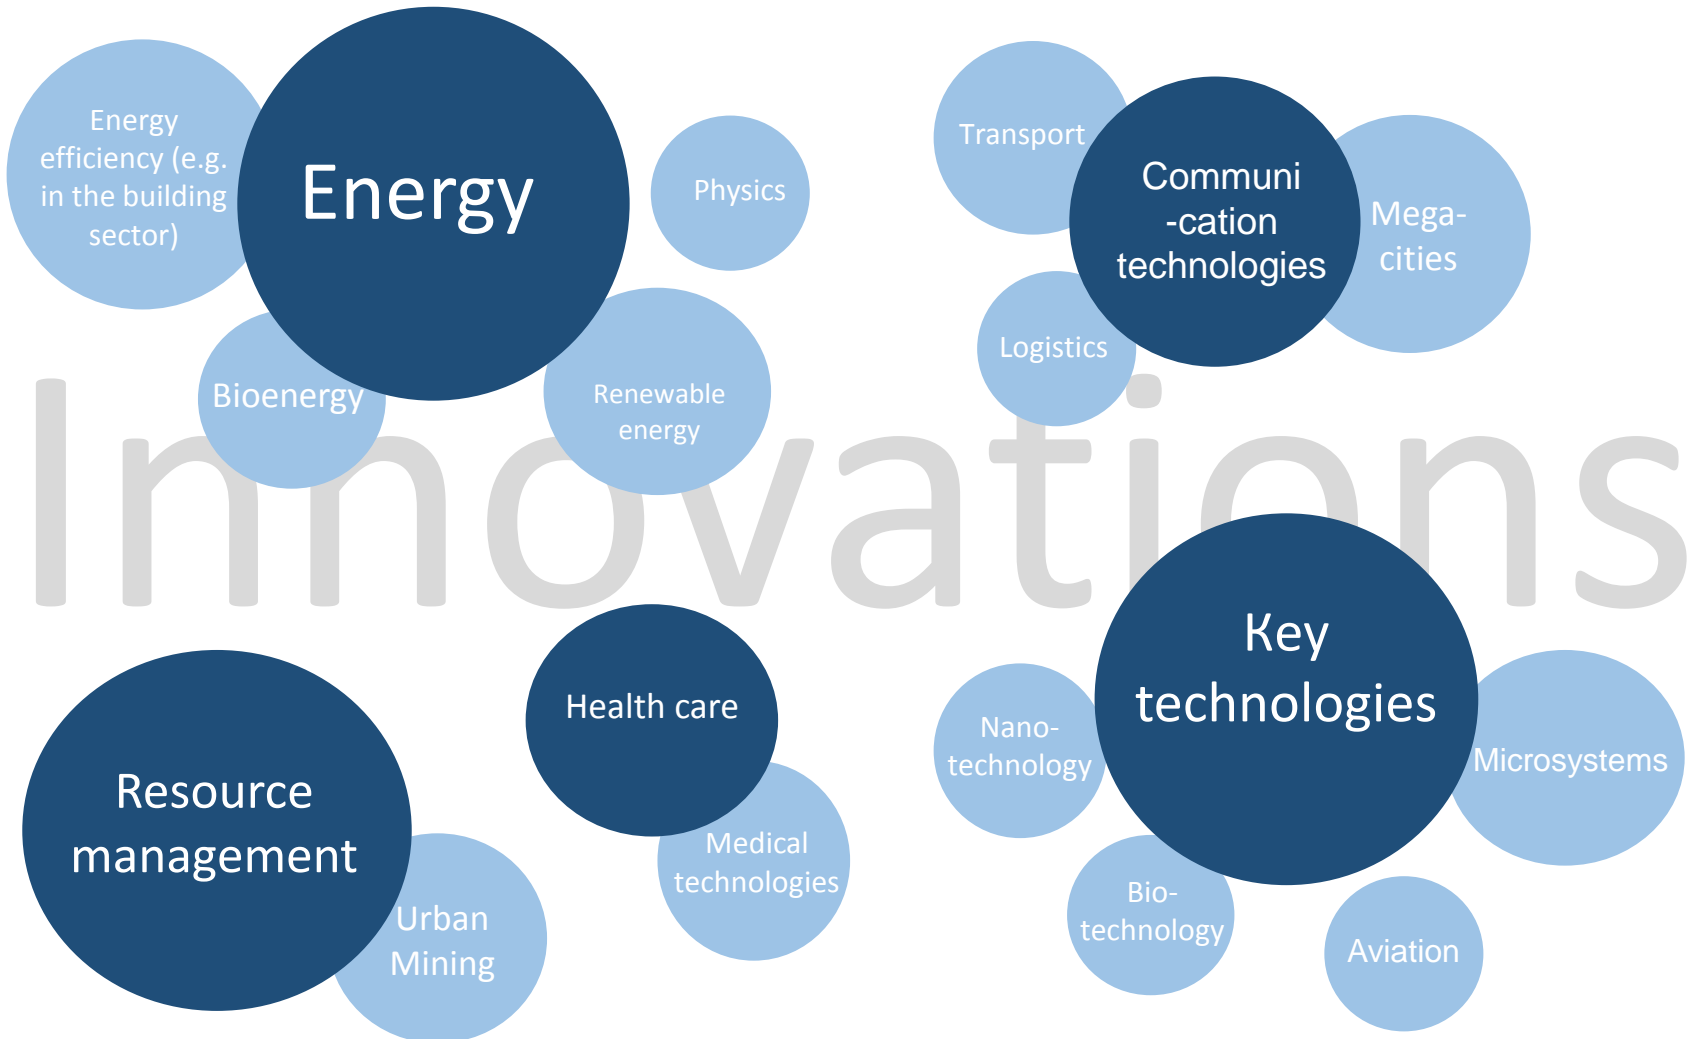 Energy
efficiency (e.g.
in the building
sector)
Energy
Physics
Bioenergy
Renewable
energy
Transport
Communi
-cation
technologies
Mega-
cities
Logistics
Innovations
Resource
management
Urban
Mining
Health care
Medical
technologies
Key
technologies
Nano-
technology
Microsystems
Bio-
technology
Aviation